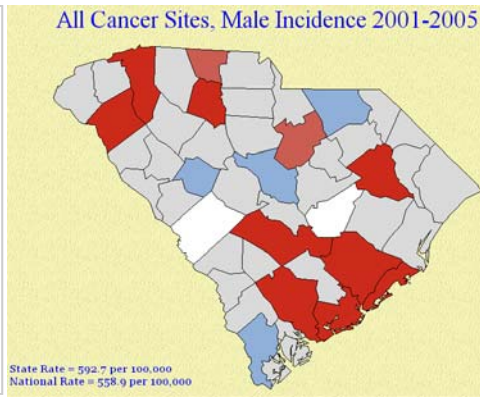 All Cancer Sites, Male Incidence 2001-2005
State Rate = 592.7 per 100,000
National Rate = 558.9 per 100,000